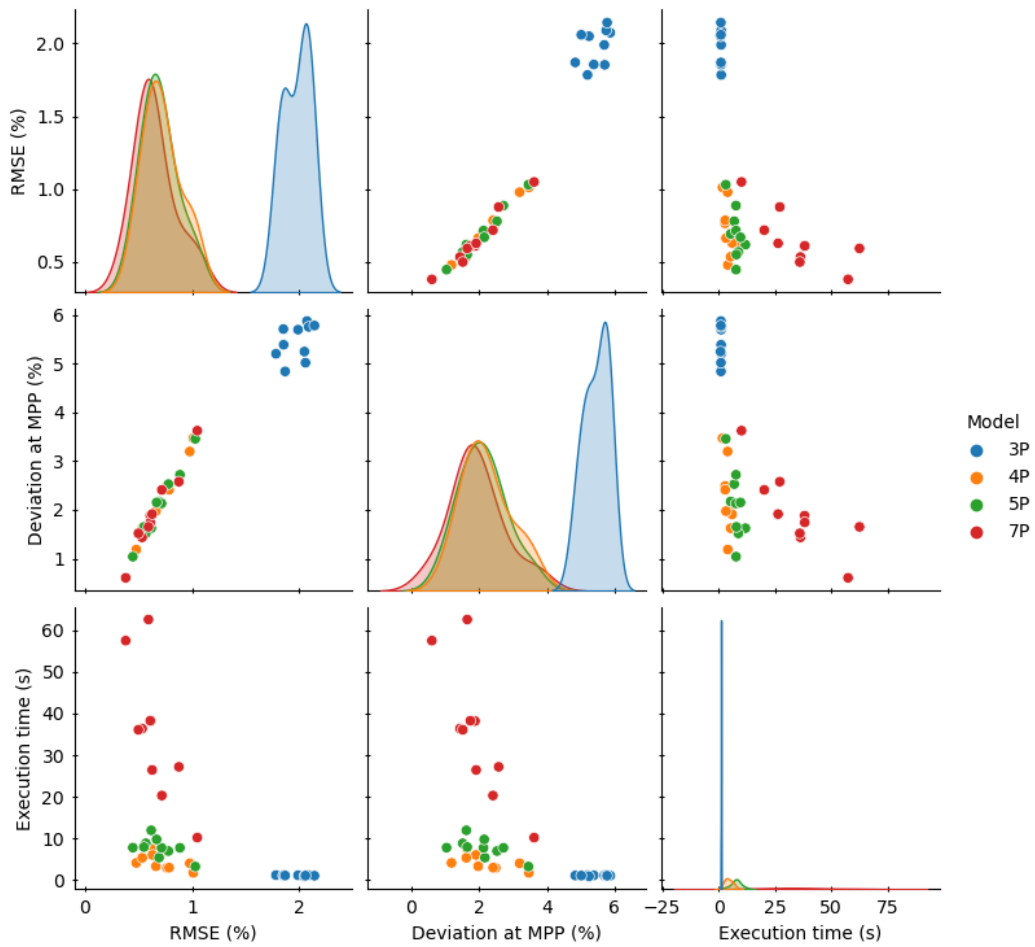 RMSE (%)
2.0
1.5
1.0
0.5
Deviation at MPP (%)
6
5
4
3
2
1
Execution time (s)
60
50
40
30
20
10
0
0 1 2
RMSE (%)
0 2 4 6
Deviation at MPP (%)
−25 0 25 50 75
Execution time (s)
Model
3P
4P
5P
7P